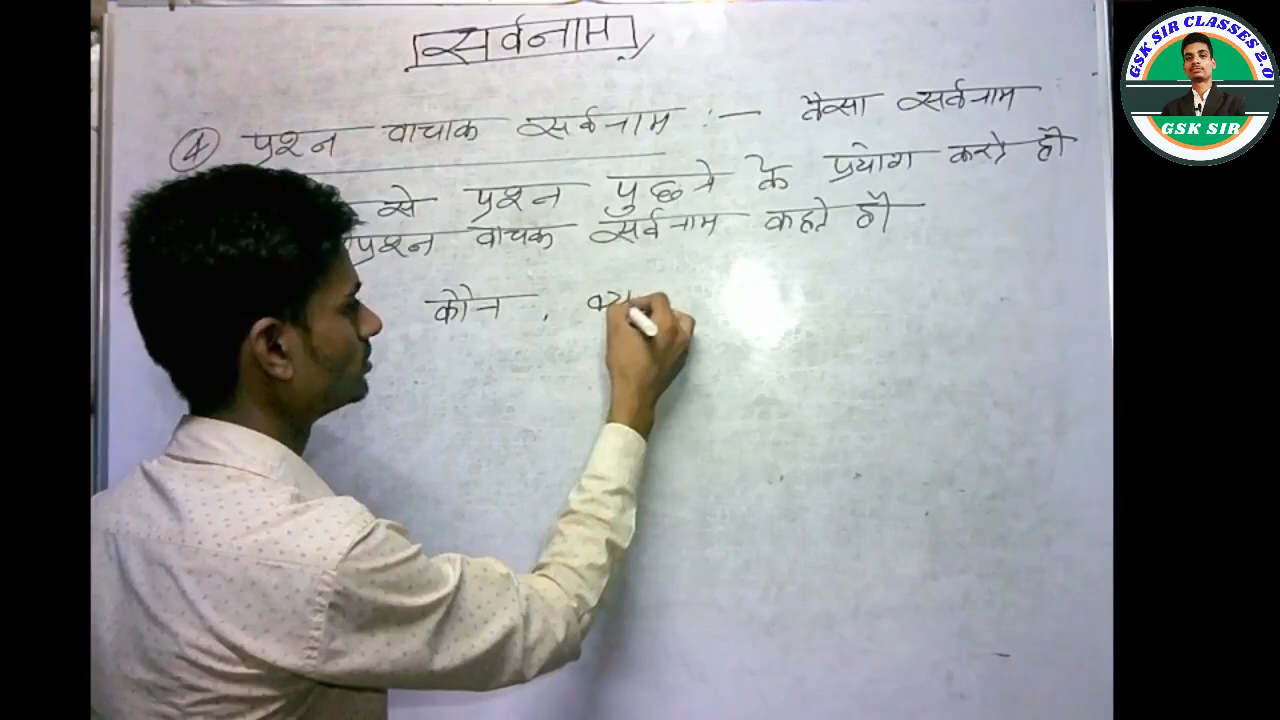 सर्वनाम
④ प्रश्न वाचाक सर्वनाम :- वैसा सर्वनाम
से प्रश्न पुछने के प्रयोग करते हौ
प्रश्न वाचक सर्वनाम कहते हौ
कौन ,
GSK SIR CLASSES 2.0
GSK SIR